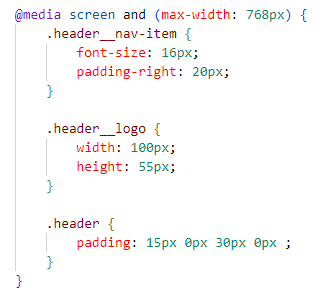 @media screen and (max-width: 768px) {
    .header__nav-item {
        font-size: 16px;
        padding-right: 20px;
    }

    .header__logo {
        width: 100px;
        height: 55px;
    }

    .header {
        padding: 15px 0px 30px 0px ;
    }
}